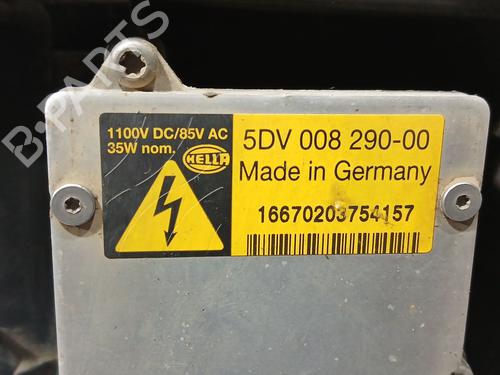 B-PARTS
1100V DC/85V AC
35W nom.
HELLA
5DV 008 290-00
Made in Germany
16670203754157